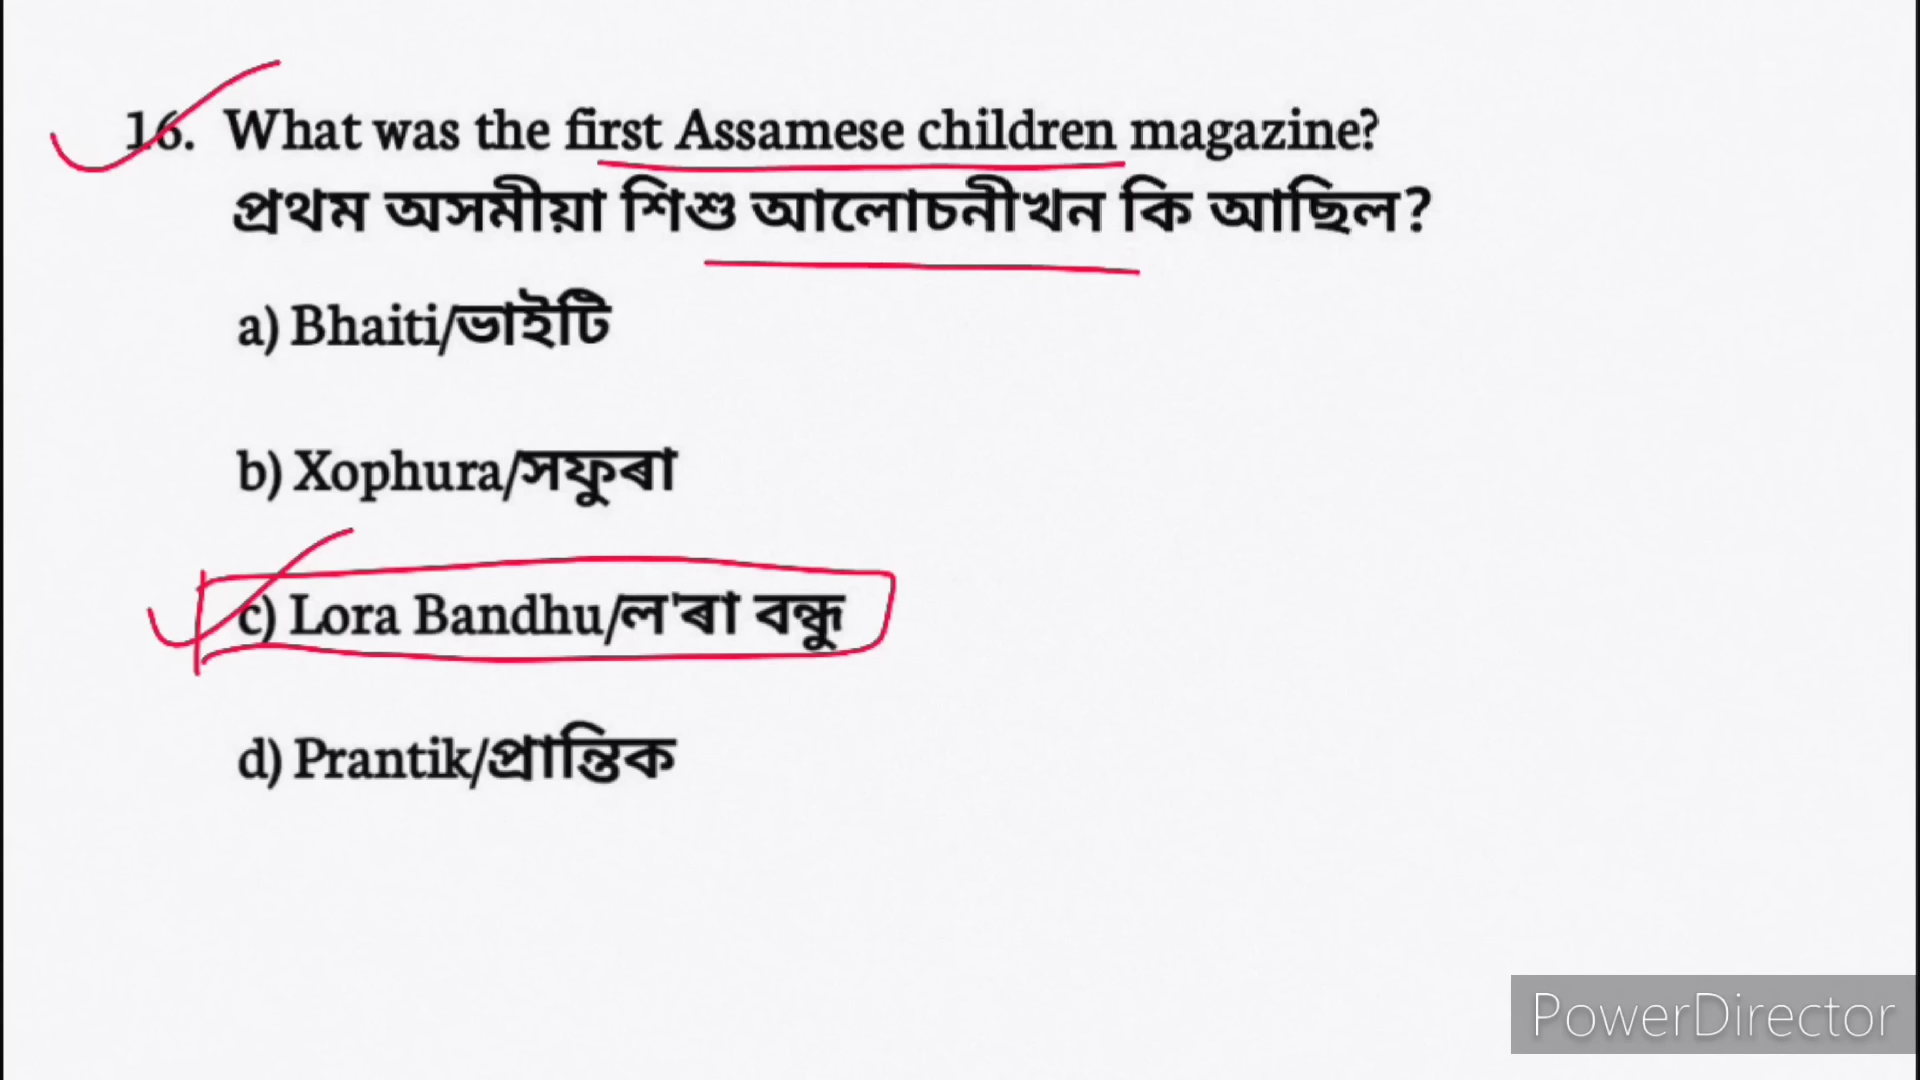 16. What was the first Assamese children magazine?
প্ৰথম অসমীয়া শিশু আলোচনীখন কি আছিল?
a) Bhaiti/ভাইটি
b) Xophura/সফুৰা
c) Lora Bandhu/ল'ৰা বন্ধু
d) Prantik/প্ৰান্তিক
PowerDirector